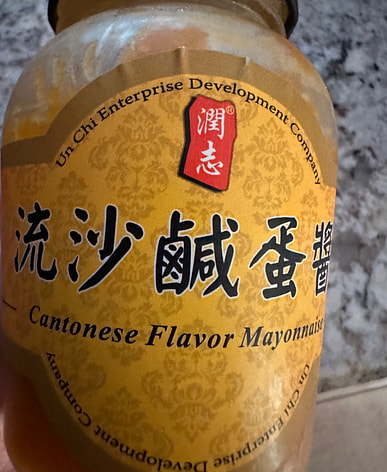 Un Chi Enterprise Development Company
潤志®
流沙鹹蛋醬
Cantonese Flavor Mayonnaise
Un Chi Enterprise Development Company